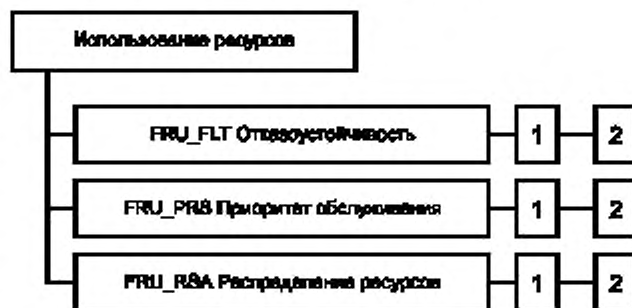 Использование ресурсов
FRU_FLT Отказоустойчивость 1 2
FRU_PRS Приоритет обслуживания 1 2
FRU_RSA Распределение ресурсов 1 2